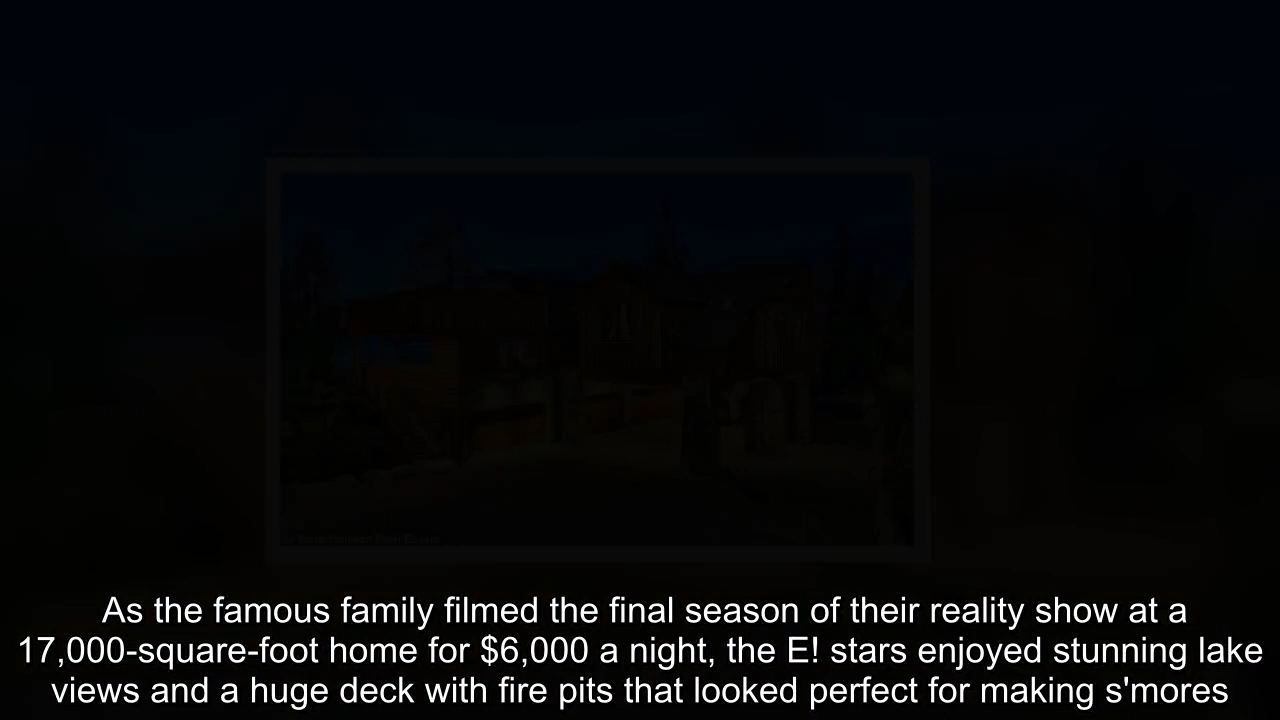 As the famous family filmed the final season of their reality show at a
17,000-square-foot home for $6,000 a night, the E! stars enjoyed stunning lake
views and a huge deck with fire pits that looked perfect for making s'mores